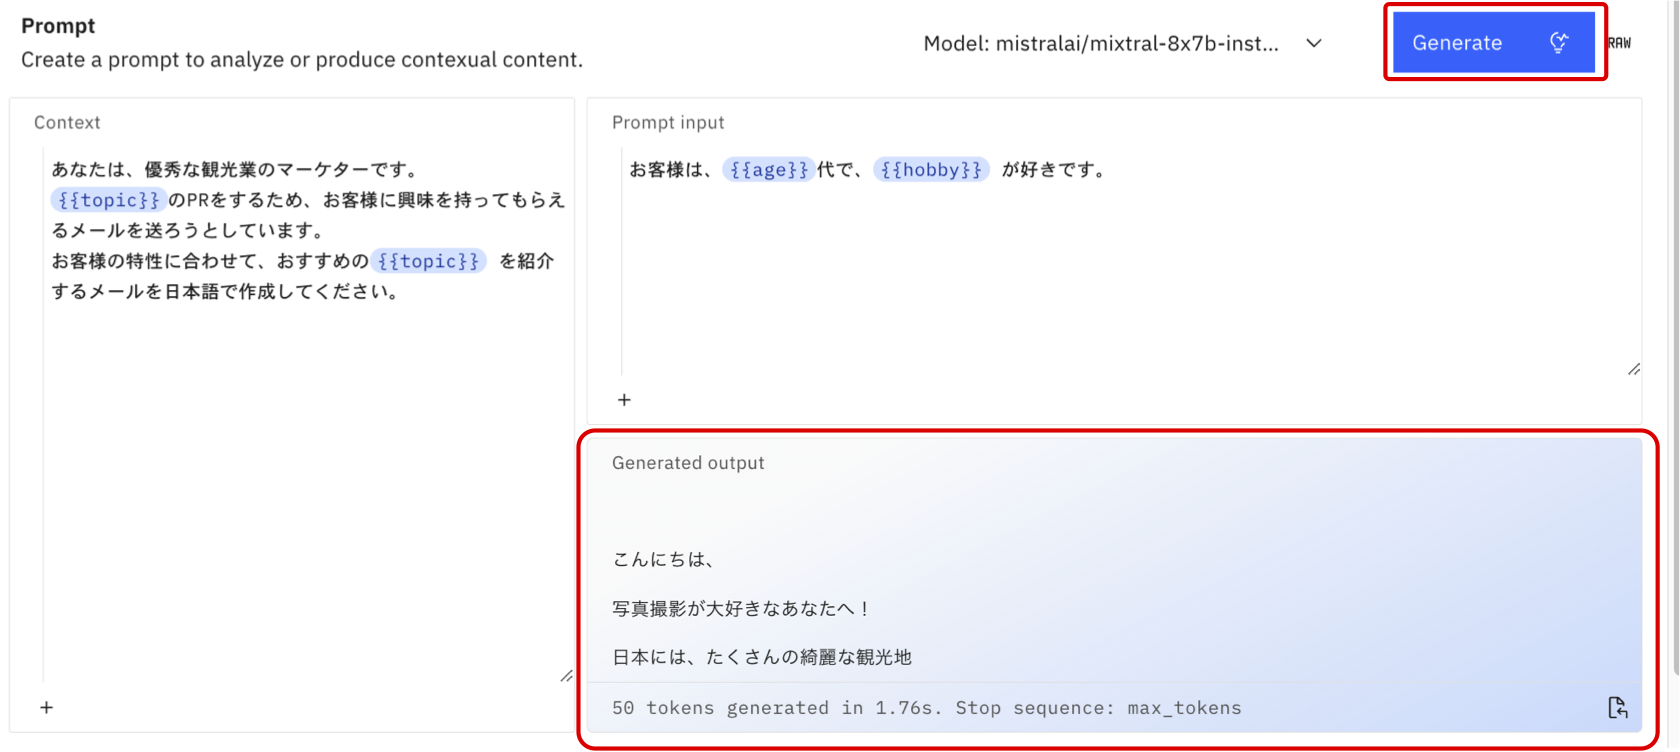 Prompt
Create a prompt to analyze or produce contexual content.
Model: mistralai/mixtral-8x7b-inst...
Generate
RAW
Context
あなたは、優秀な観光業のマーケターです。
{{topic}}のPRをするため、お客様に興味を持ってもらえ
るメールを送ろうとしています。
お客様の特性に合わせて、おすすめの{{topic}} を紹介
するメールを日本語で作成してください。
+
Prompt input
お客様は、{{age}}代で、{{hobby}} が好きです。
+
Generated output
こんにちは、
写真撮影が大好きなあなたへ！
日本には、たくさんの綺麗な観光地
50 tokens generated in 1.76s. Stop sequence: max_tokens